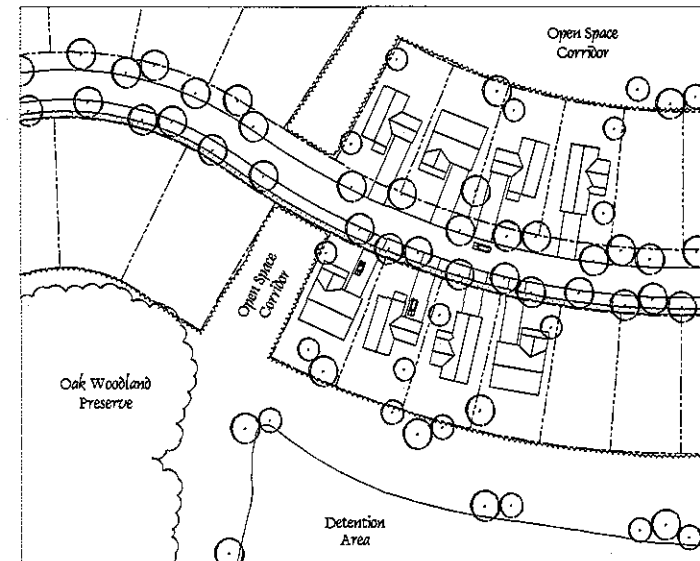 Open Space
Corridor
Open Space
Corridor
Oak Woodland
Preserve
Detention
Area